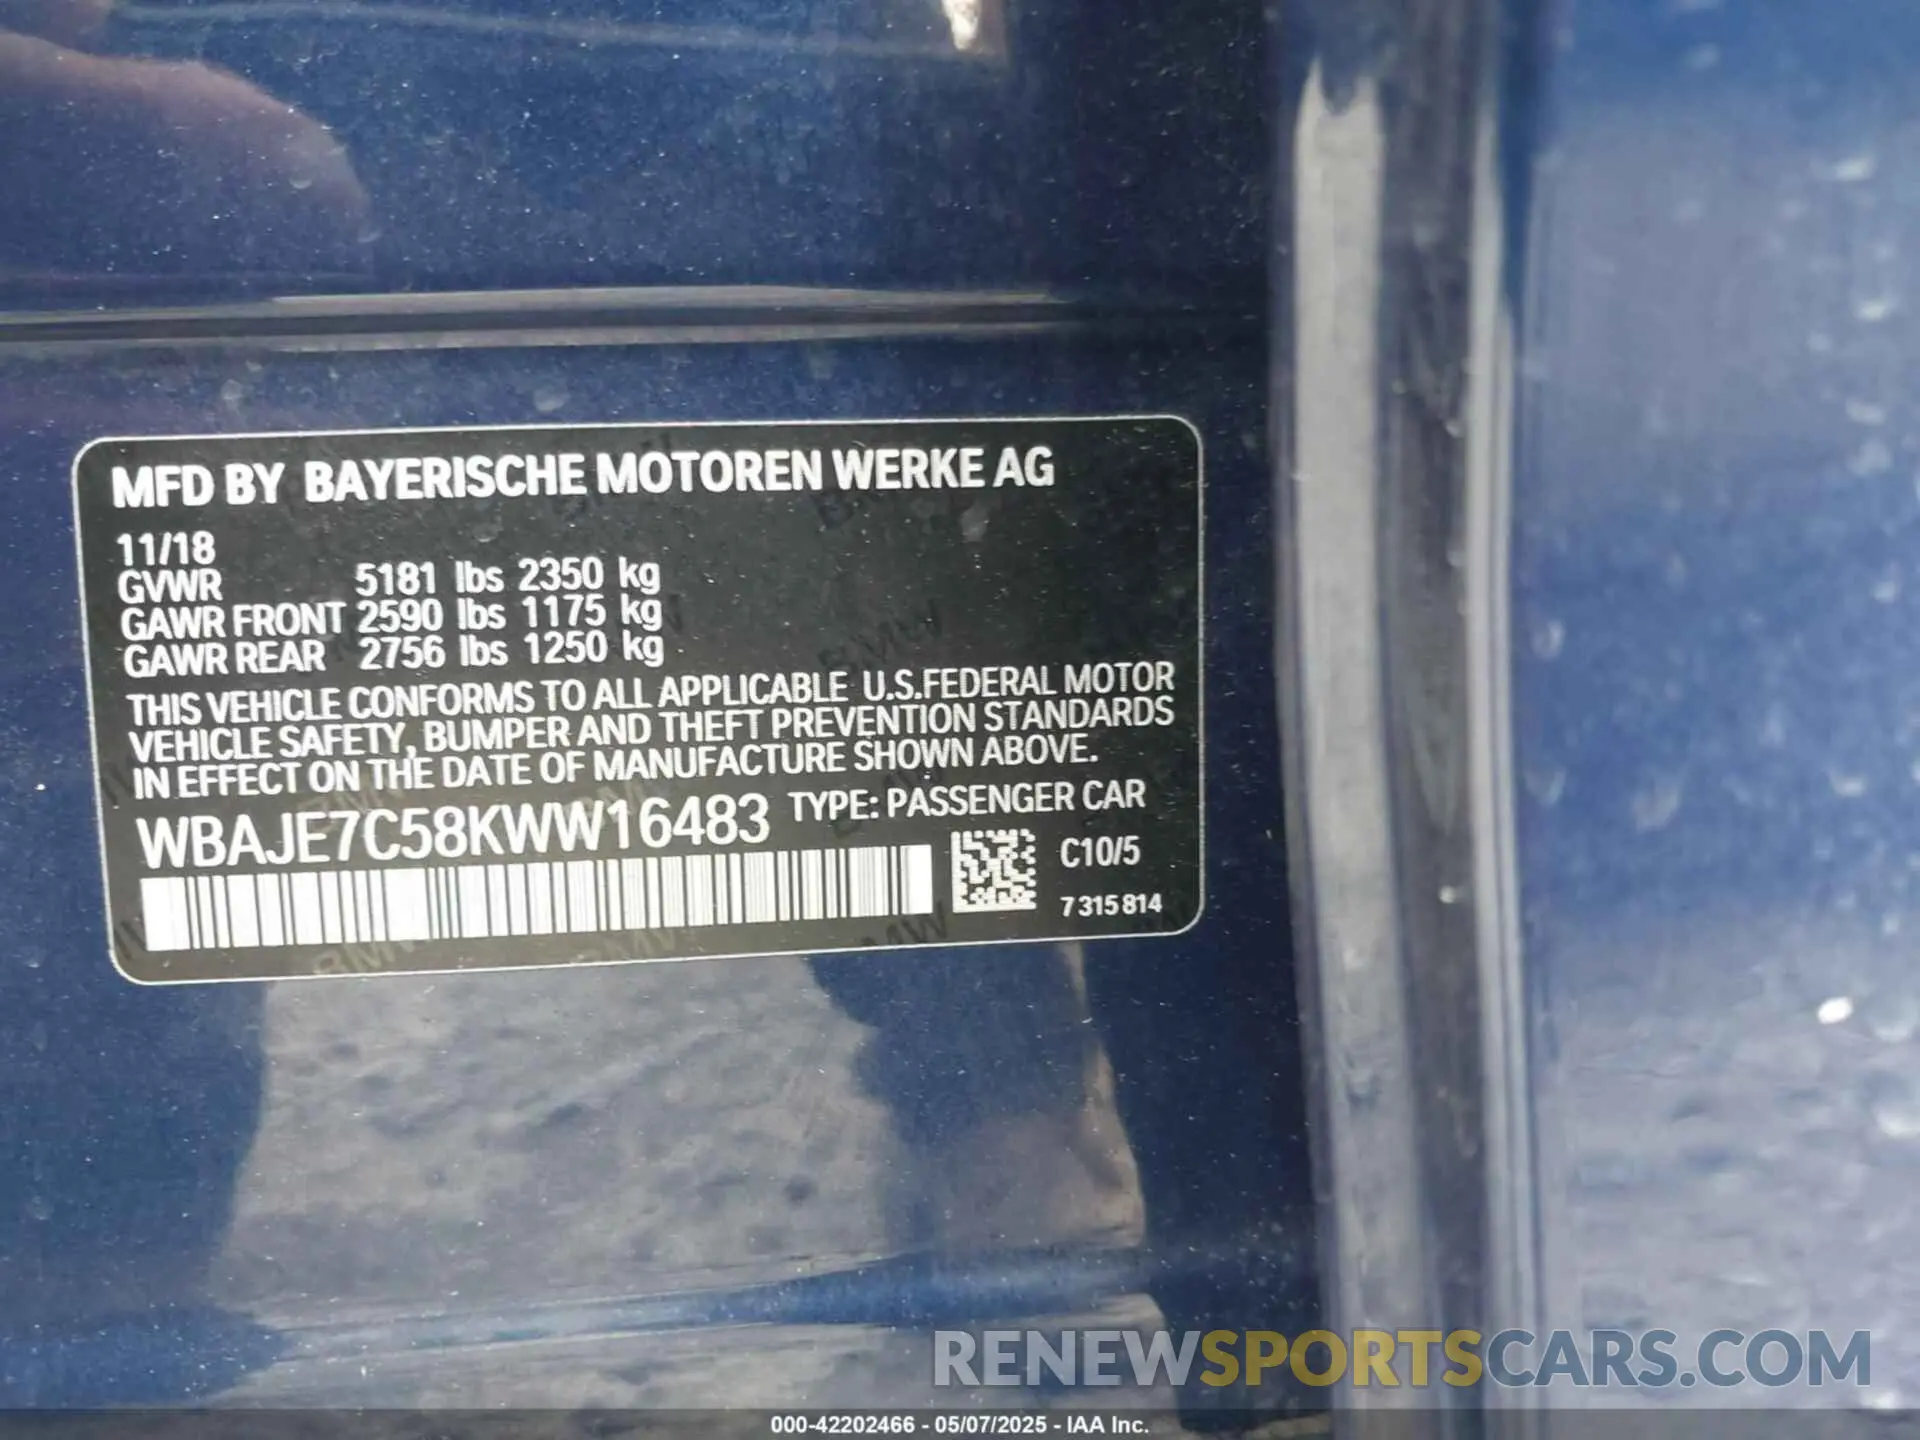 MFD BY BAYERISCHE MOTOREN WERKE AG
11/18
GVWR 5181 lbs 2350 kg
GAWR FRONT 2590 lbs 1175 kg
GAWR REAR 2756 lbs 1250 kg
THIS VEHICLE CONFORMS TO ALL APPLICABLE U.S.FEDERAL MOTOR
VEHICLE SAFETY, BUMPER AND THEFT PREVENTION STANDARDS
IN EFFECT ON THE DATE OF MANUFACTURE SHOWN ABOVE.
WBAJE7C58KWW16483 TYPE: PASSENGER CAR
C10/5
7 315 814
RENEWSPORTSCARS.COM
000-42202466 - 05/07/2025 - IAA Inc.